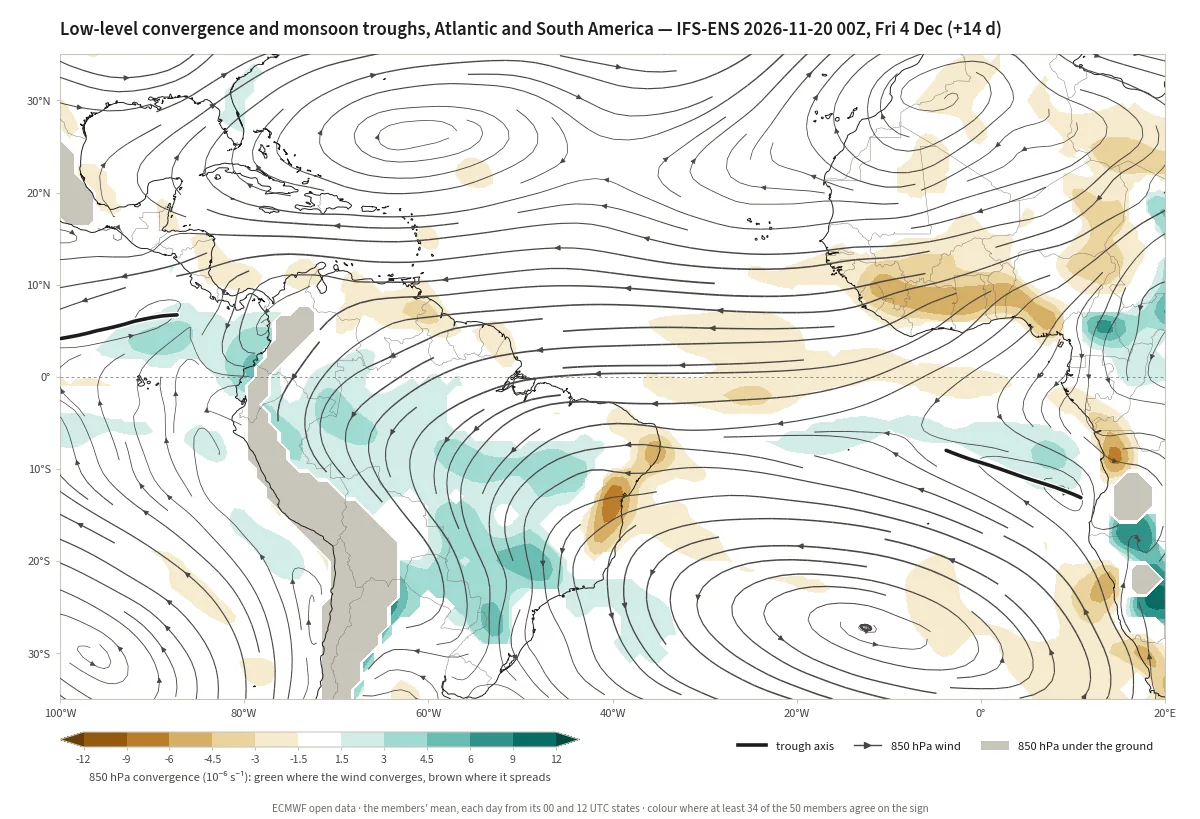 Low-level convergence and monsoon troughs, Atlantic and South America — IFS-ENS 2026-11-20 00Z, Fri 4 Dec (+14 d)
30°N
20°N
10°N
0°
10°S
20°S
30°S
100°W 80°W 60°W 40°W 20°W 0° 20°E
-12 -9 -6 -4.5 -3 -1.5 1.5 3 4.5 6 9 12
850 hPa convergence (10⁻⁶ s⁻¹): green where the wind converges, brown where it spreads
trough axis 850 hPa wind 850 hPa under the ground
ECMWF open data · the members' mean, each day from its 00 and 12 UTC states · colour where at least 34 of the 50 members agree on the sign